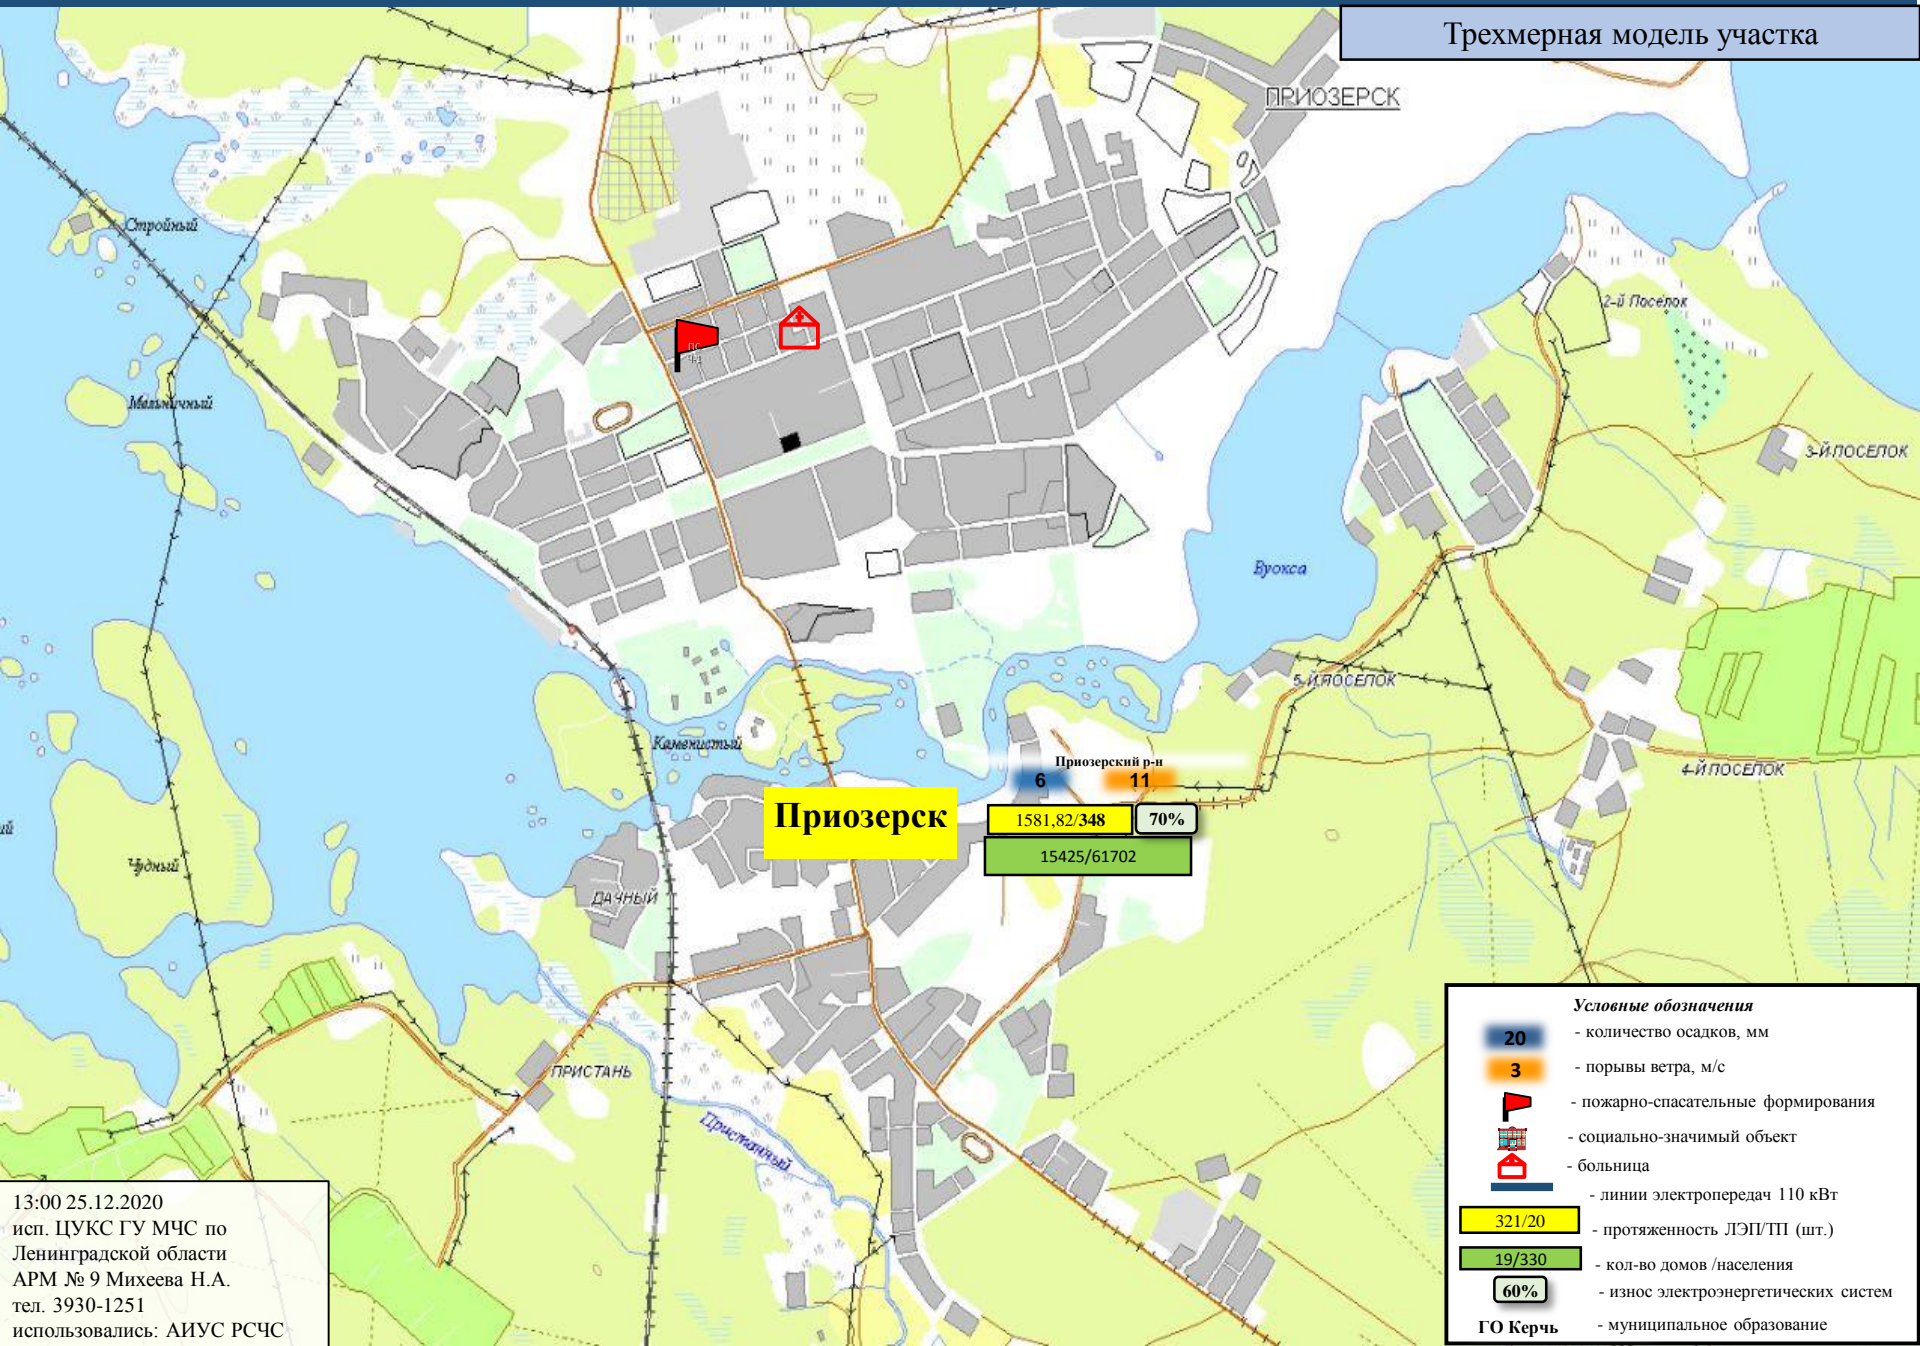 Трехмерная модель участка
ПРИОЗЕРСК
Стройный
2-й Поселок
ПС
Ч-1
Мельничный
3-Й ПОСЕЛОК
Вуокса
5-Й ПОСЕЛОК
Каменистый
4-Й ПОСЕЛОК
Приозерский р-н
6
11
Приозерск
1581,82/348
70%
15425/61702
ий
Чудный
ДАЧНЫЙ
ПРИСТАНЬ
Пристанный
Условные обозначения
20
- количество осадков, мм
3
- порывы ветра, м/с
- пожарно-спасательные формирования
- социально-значимый объект
- больница
- линии электропередач 110 кВт
321/20
- протяженность ЛЭП/ТП (шт.)
19/330
- кол-во домов /населения
60%
- износ электроэнергетических систем
ГО Керчь
- муниципальное образование
13:00 25.12.2020
исп. ЦУКС ГУ МЧС по
Ленинградской области
АРМ № 9 Михеева Н.А.
тел. 3930-1251
использовались: АИУС РСЧС